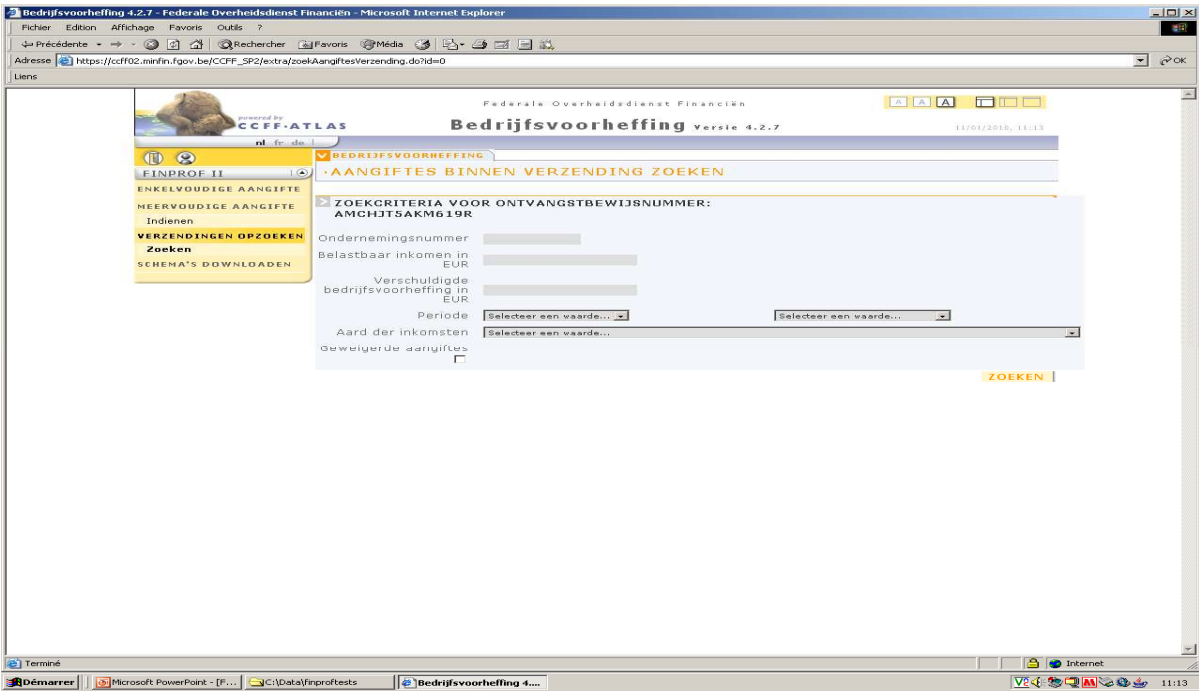 Bedrijfsvoorheffing 4.2.7 - Federale Overheidsdienst Financiën - Microsoft Internet Explorer
Fichier Edition Affichage Favoris Outils ?
Précédente Rechercher Favoris Média
Adresse https://ccff02.minfin.fgov.be/CCFF_SP2/extra/zoekAangiftesVerzending.do?id=0 OK
Liens
Federale Overheidsdienst Financiën A A A
powered by
CCFF-ATLAS
Bedrijfsvoorheffing Versie 4.2.7
11/01/2010, 11:13
nl fr de
BEDRIJFSVOORHEFFING
FINPROF II
·AANGIFTES BINNEN VERZENDING ZOEKEN
ENKELVOUDIGE AANGIFTE
MEERVOUDIGE AANGIFTE
Indienen
VERZENDINGEN OPZOEKEN
Zoeken
SCHEMA'S DOWNLOADEN
ZOEKCRITERIA VOOR ONTVANGSTBEWIJSNUMMER:
AMCHJT5AKM619R
Ondernemingsnummer
Belastbaar inkomen in
EUR
Verschuldigde
bedrijfsvoorheffing in
EUR
Periode Selecteer een waarde... Selecteer een waarde...
Aard der inkomsten Selecteer een waarde...
Geweigerde aangiftes
ZOEKEN
Terminé Internet
Démarrer Microsoft PowerPoint - [F... C:\Data\finproftests Bedrijfsvoorheffing 4.... 11:13